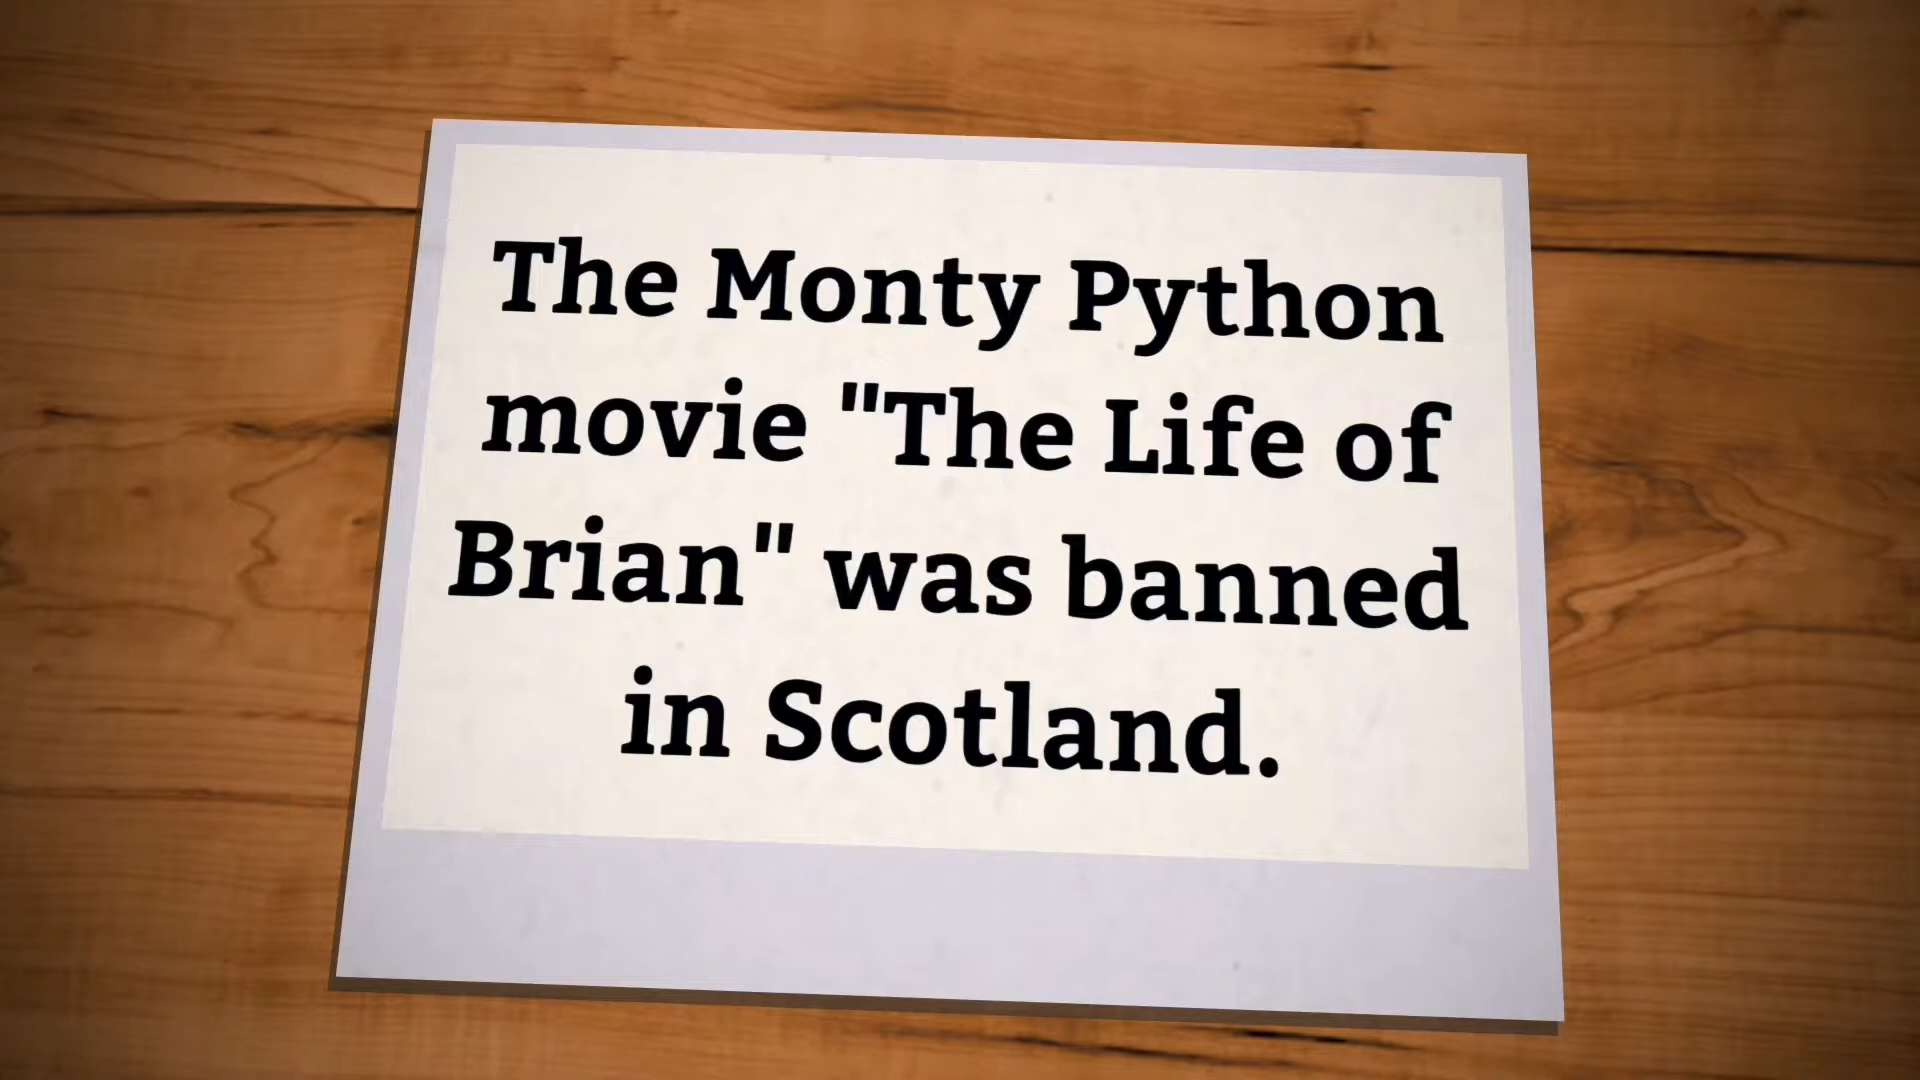 The Monty Python
movie "The Life of
Brian" was banned
in Scotland.